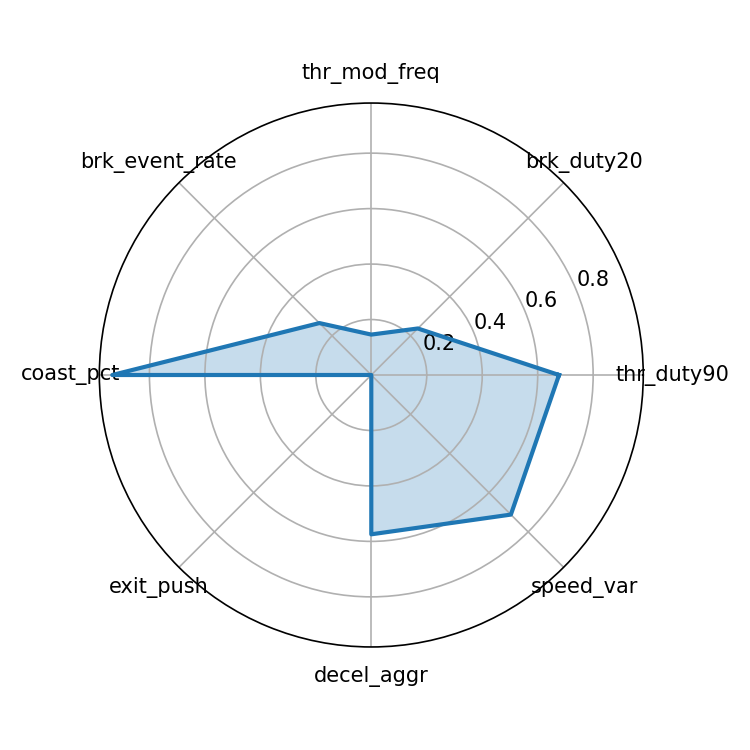 thr_mod_freq
brk_event_rate
brk_duty20
0.8
0.6
0.4
0.2
coast_pct
thr_duty90
exit_push
speed_var
decel_aggr